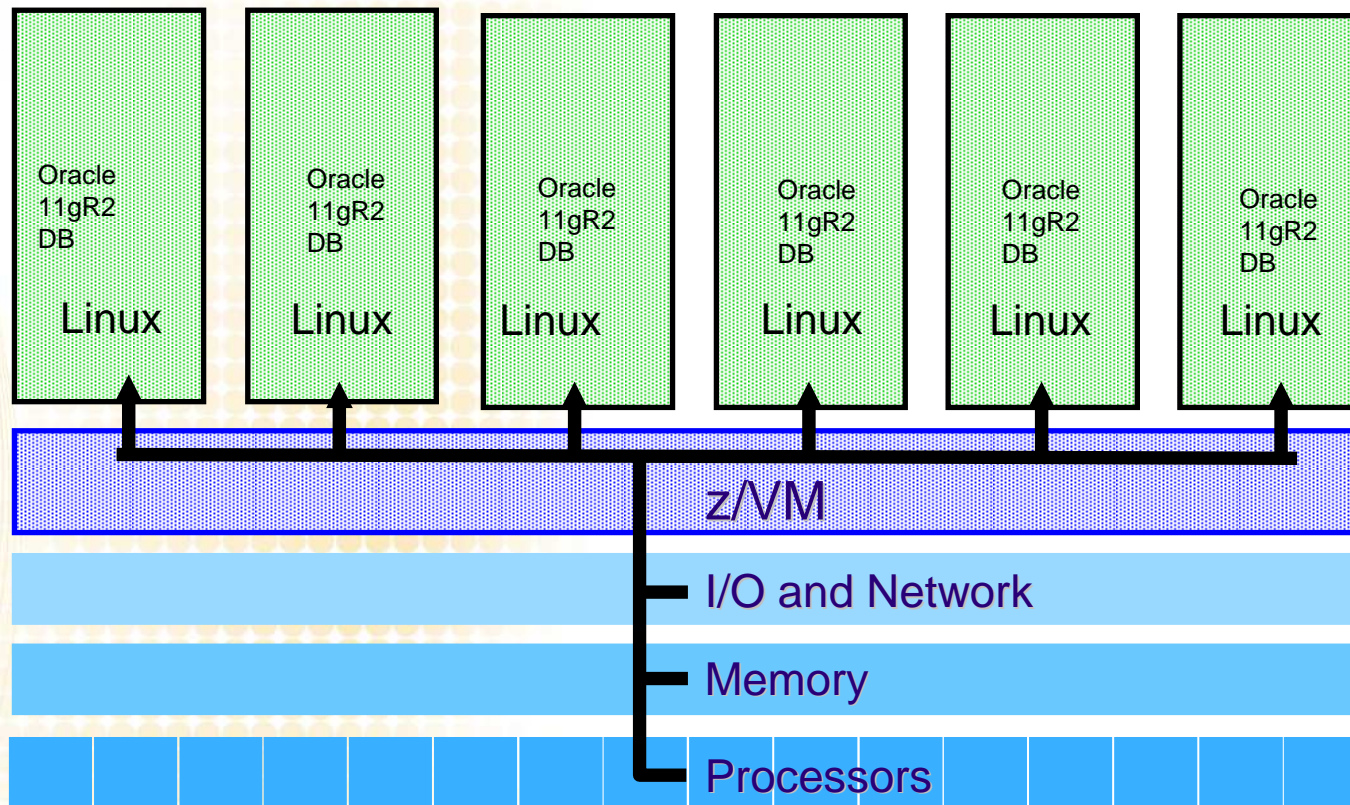 Oracle
11gR2
DB
Linux
Oracle
11gR2
DB
Linux
Oracle
11gR2
DB
Linux
Oracle
11gR2
DB
Linux
Oracle
11gR2
DB
Linux
Oracle
11gR2
DB
Linux
z/VM
I/O and Network
Memory
Processors